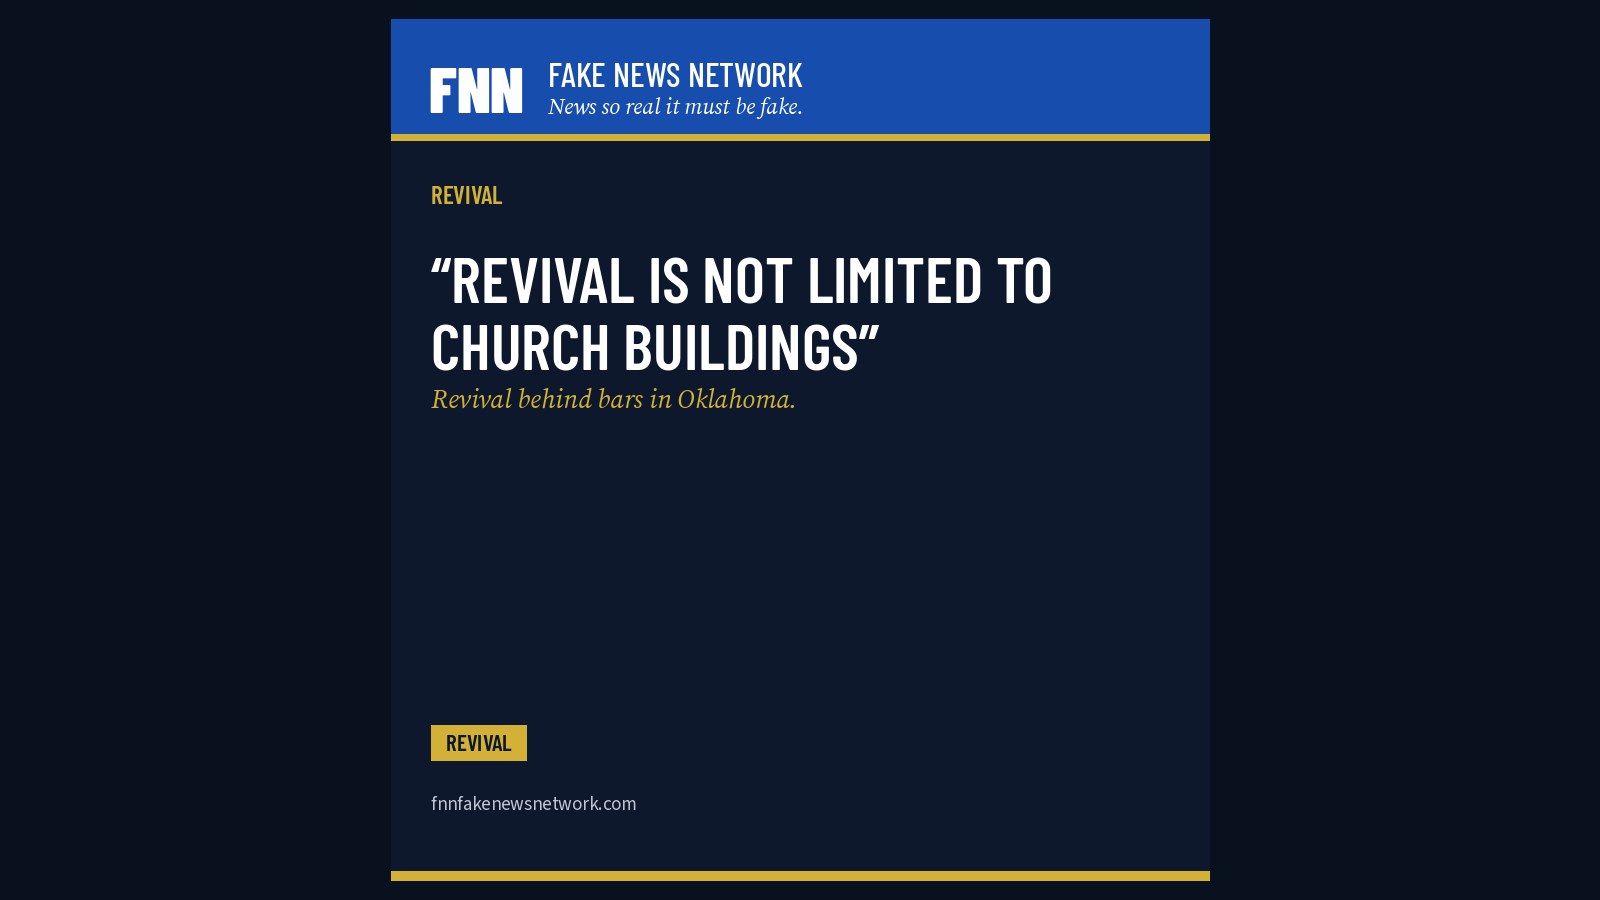 FNN
FAKE NEWS NETWORK
News so real it must be fake.
REVIVAL
“REVIVAL IS NOT LIMITED TO
CHURCH BUILDINGS”
Revival behind bars in Oklahoma.
REVIVAL
fnnfakenewsnetwork.com